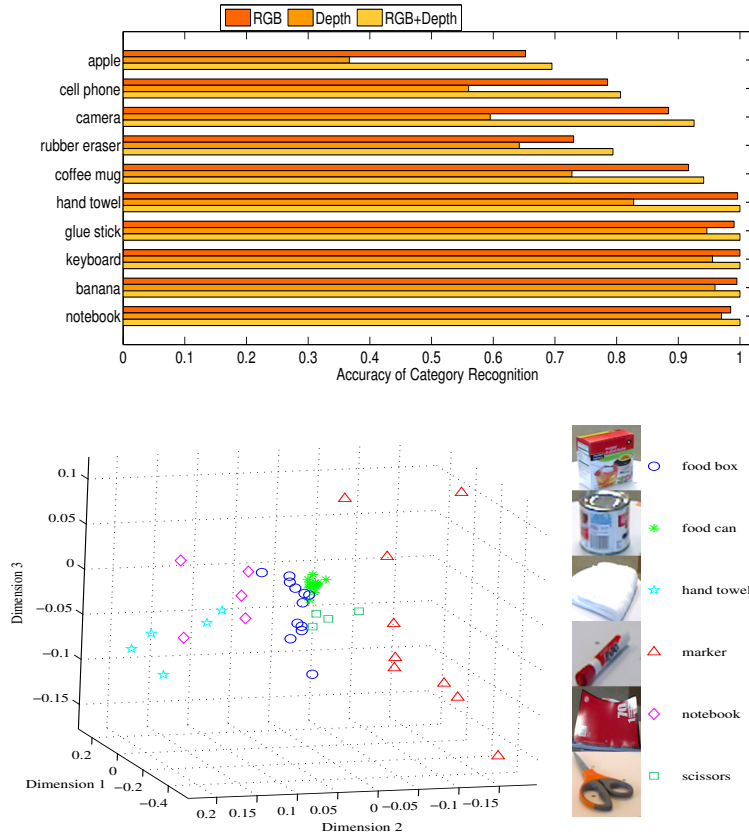 RGB Depth RGB+Depth
apple
cell phone
camera
rubber eraser
coffee mug
hand towel
glue stick
keyboard
banana
notebook
0 0.1 0.2 0.3 0.4 0.5 0.6 0.7 0.8 0.9 1
Accuracy of Category Recognition
0.1
0.05
0
−0.05
−0.1
−0.15
Dimension 3
0.2
0
−0.2
−0.4
Dimension 1
0.2 0.15 0.1 0.05 0 −0.05 −0.1 −0.15
Dimension 2
food box
food can
hand towel
marker
notebook
70
scissors